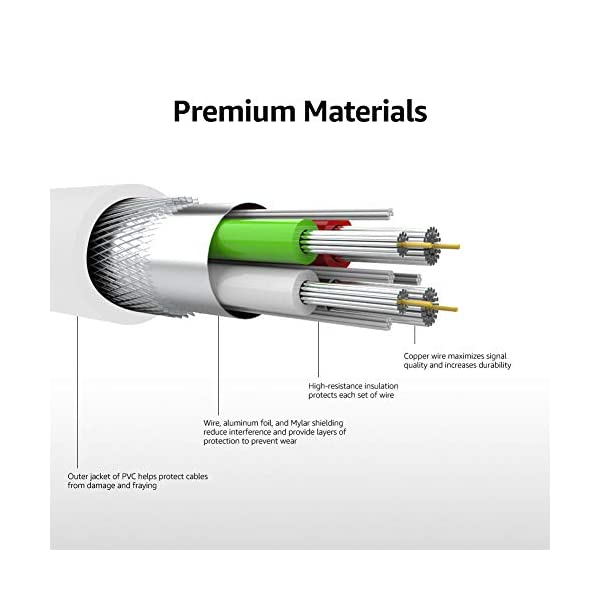 Premium Materials
Copper wire maximizes signal
quality and increases durability
High-resistance insulation
protects each set of wire
Wire, aluminum foil, and Mylar shielding
reduce interference and provide layers of
protection to prevent wear
Outer jacket of PVC helps protect cables
from damage and fraying